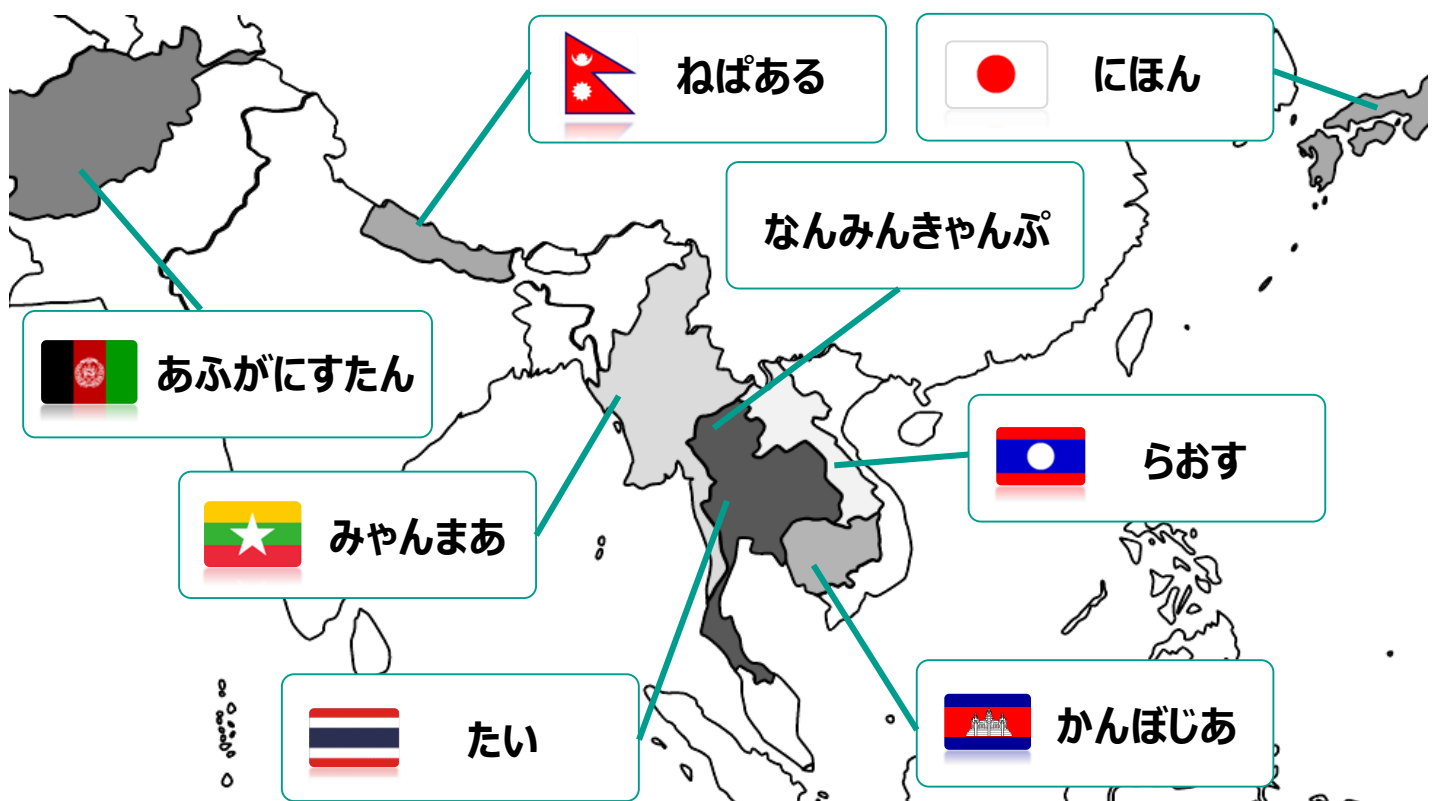 ねぱある
にほん
なんみんきゃんぷ
あふがにすたん
らおす
みゃんまあ
たい
かんぼじあ